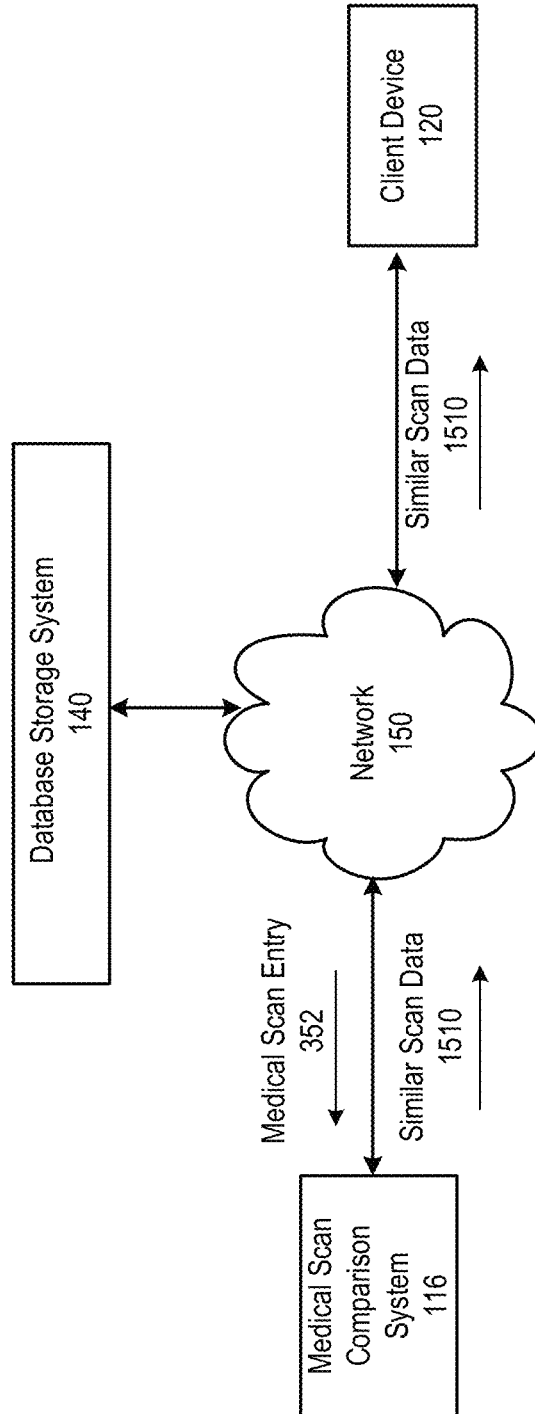 Database Storage System
140
Medical Scan
Comparison
System
116
Medical Scan Entry
352
Similar Scan Data
1510
Network
150
Similar Scan Data
1510
Client Device
120